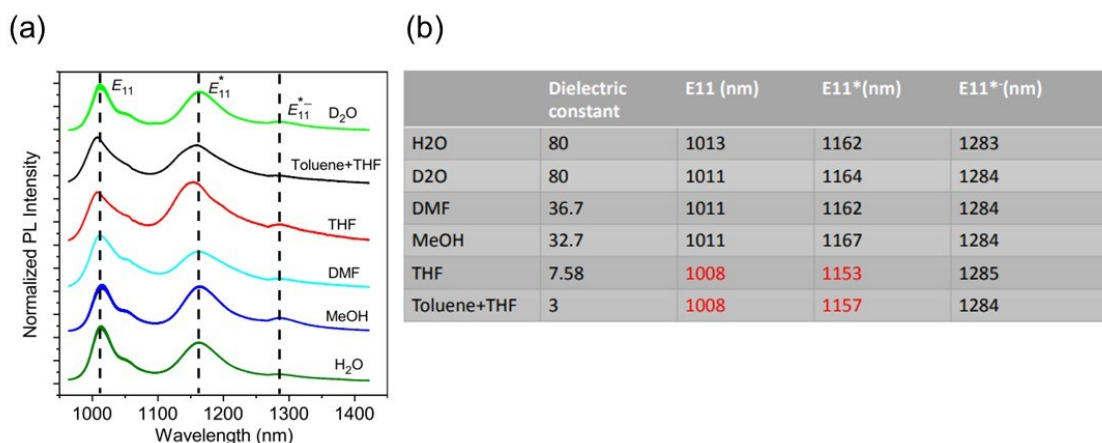 (a)
(b)
E11
E11*
E11*−
D2O
Toluene+THF
THF
DMF
MeOH
H2O
Normalized PL Intensity
1000 1100 1200 1300 1400
Wavelength (nm)
Dielectric constant E11 (nm) E11*(nm) E11*-(nm)
H2O 80 1013 1162 1283
D2O 80 1011 1164 1284
DMF 36.7 1011 1162 1284
MeOH 32.7 1011 1167 1284
THF 7.58 1008 1153 1285
Toluene+THF 3 1008 1157 1284